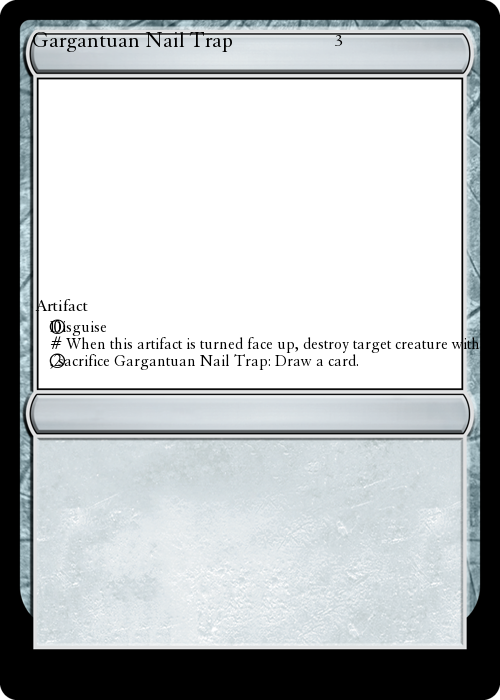 Gargantuan Nail Trap 3
Artifact
Disguise
# When this artifact is turned face up, destroy target creature with
, Sacrifice Gargantuan Nail Trap: Draw a card.